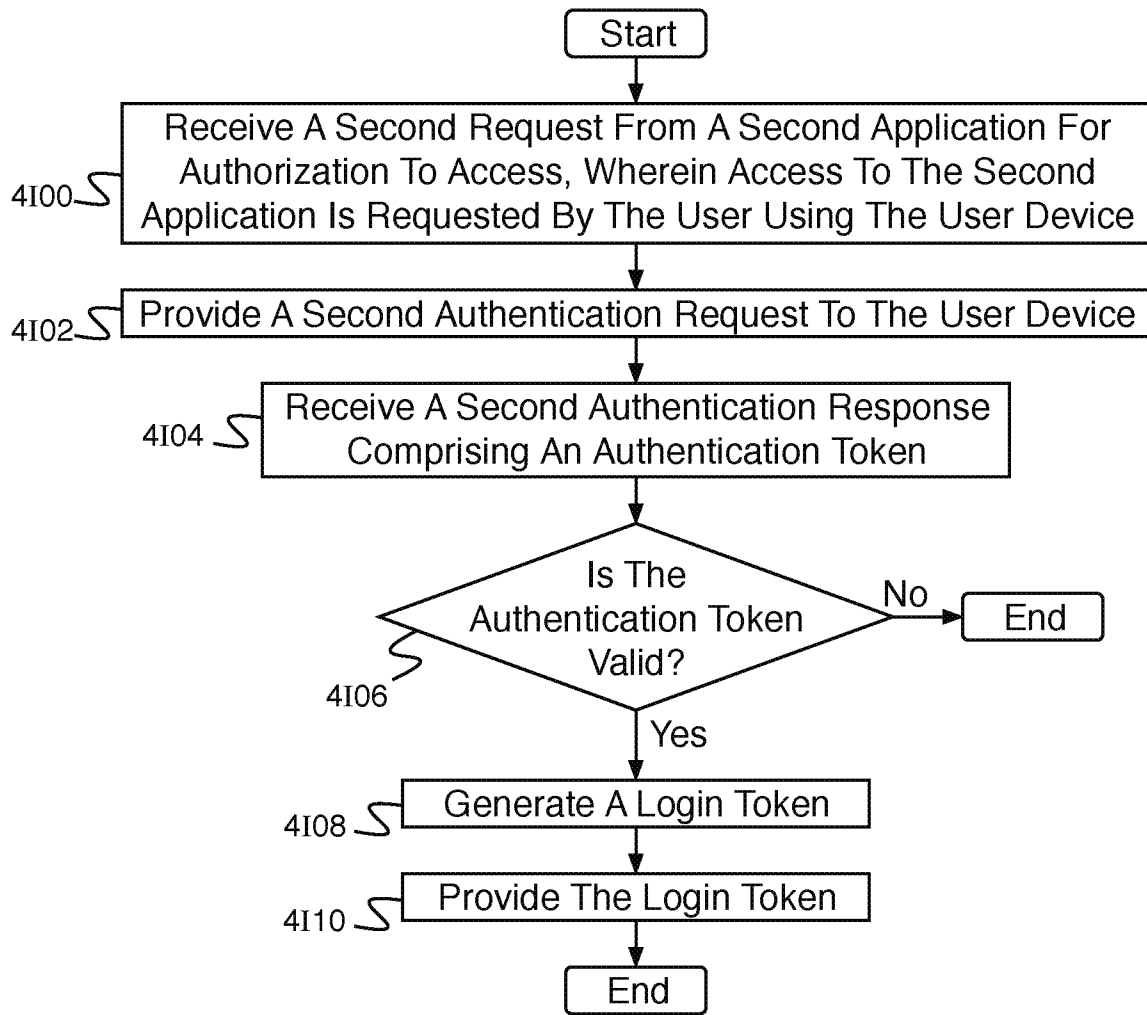 Start
Receive A Second Request From A Second Application For
Authorization To Access, Wherein Access To The Second
Application Is Requested By The User Using The User Device
4I00
Provide A Second Authentication Request To The User Device
4I02
Receive A Second Authentication Response
Comprising An Authentication Token
4I04
Is The
Authentication Token
Valid?
4I06
No
End
Yes
Generate A Login Token
4I08
Provide The Login Token
4I10
End